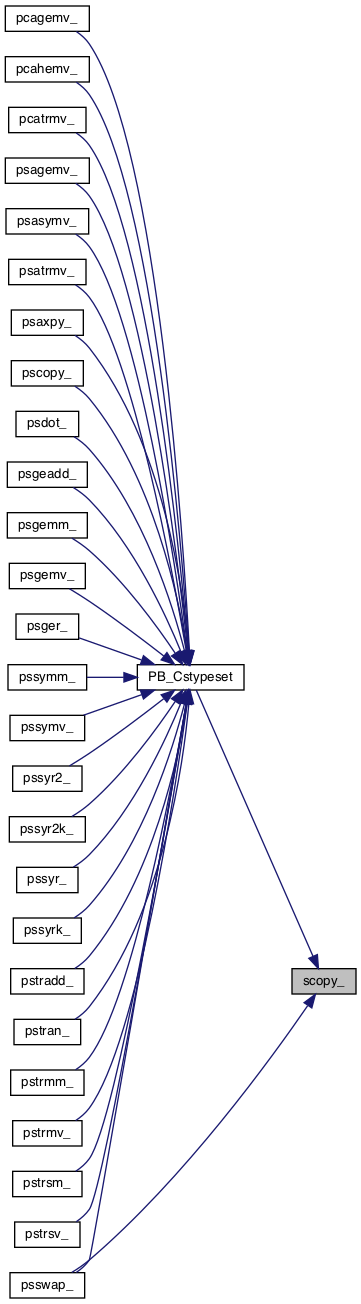 pcagemv_
pcahemv_
pcatrmv_
psagemv_
psasymv_
psatrmv_
psaxpy_
pscopy_
psdot_
psgeadd_
psgemm_
psgemv_
psger_
PB_Cstypeset
pssymm_
pssymv_
pssyr2_
pssyr2k_
pssyr_
pssyrk_
pstradd_
scopy_
pstran_
pstrmm_
pstrmv_
pstrsm_
pstrsv_
psswap_